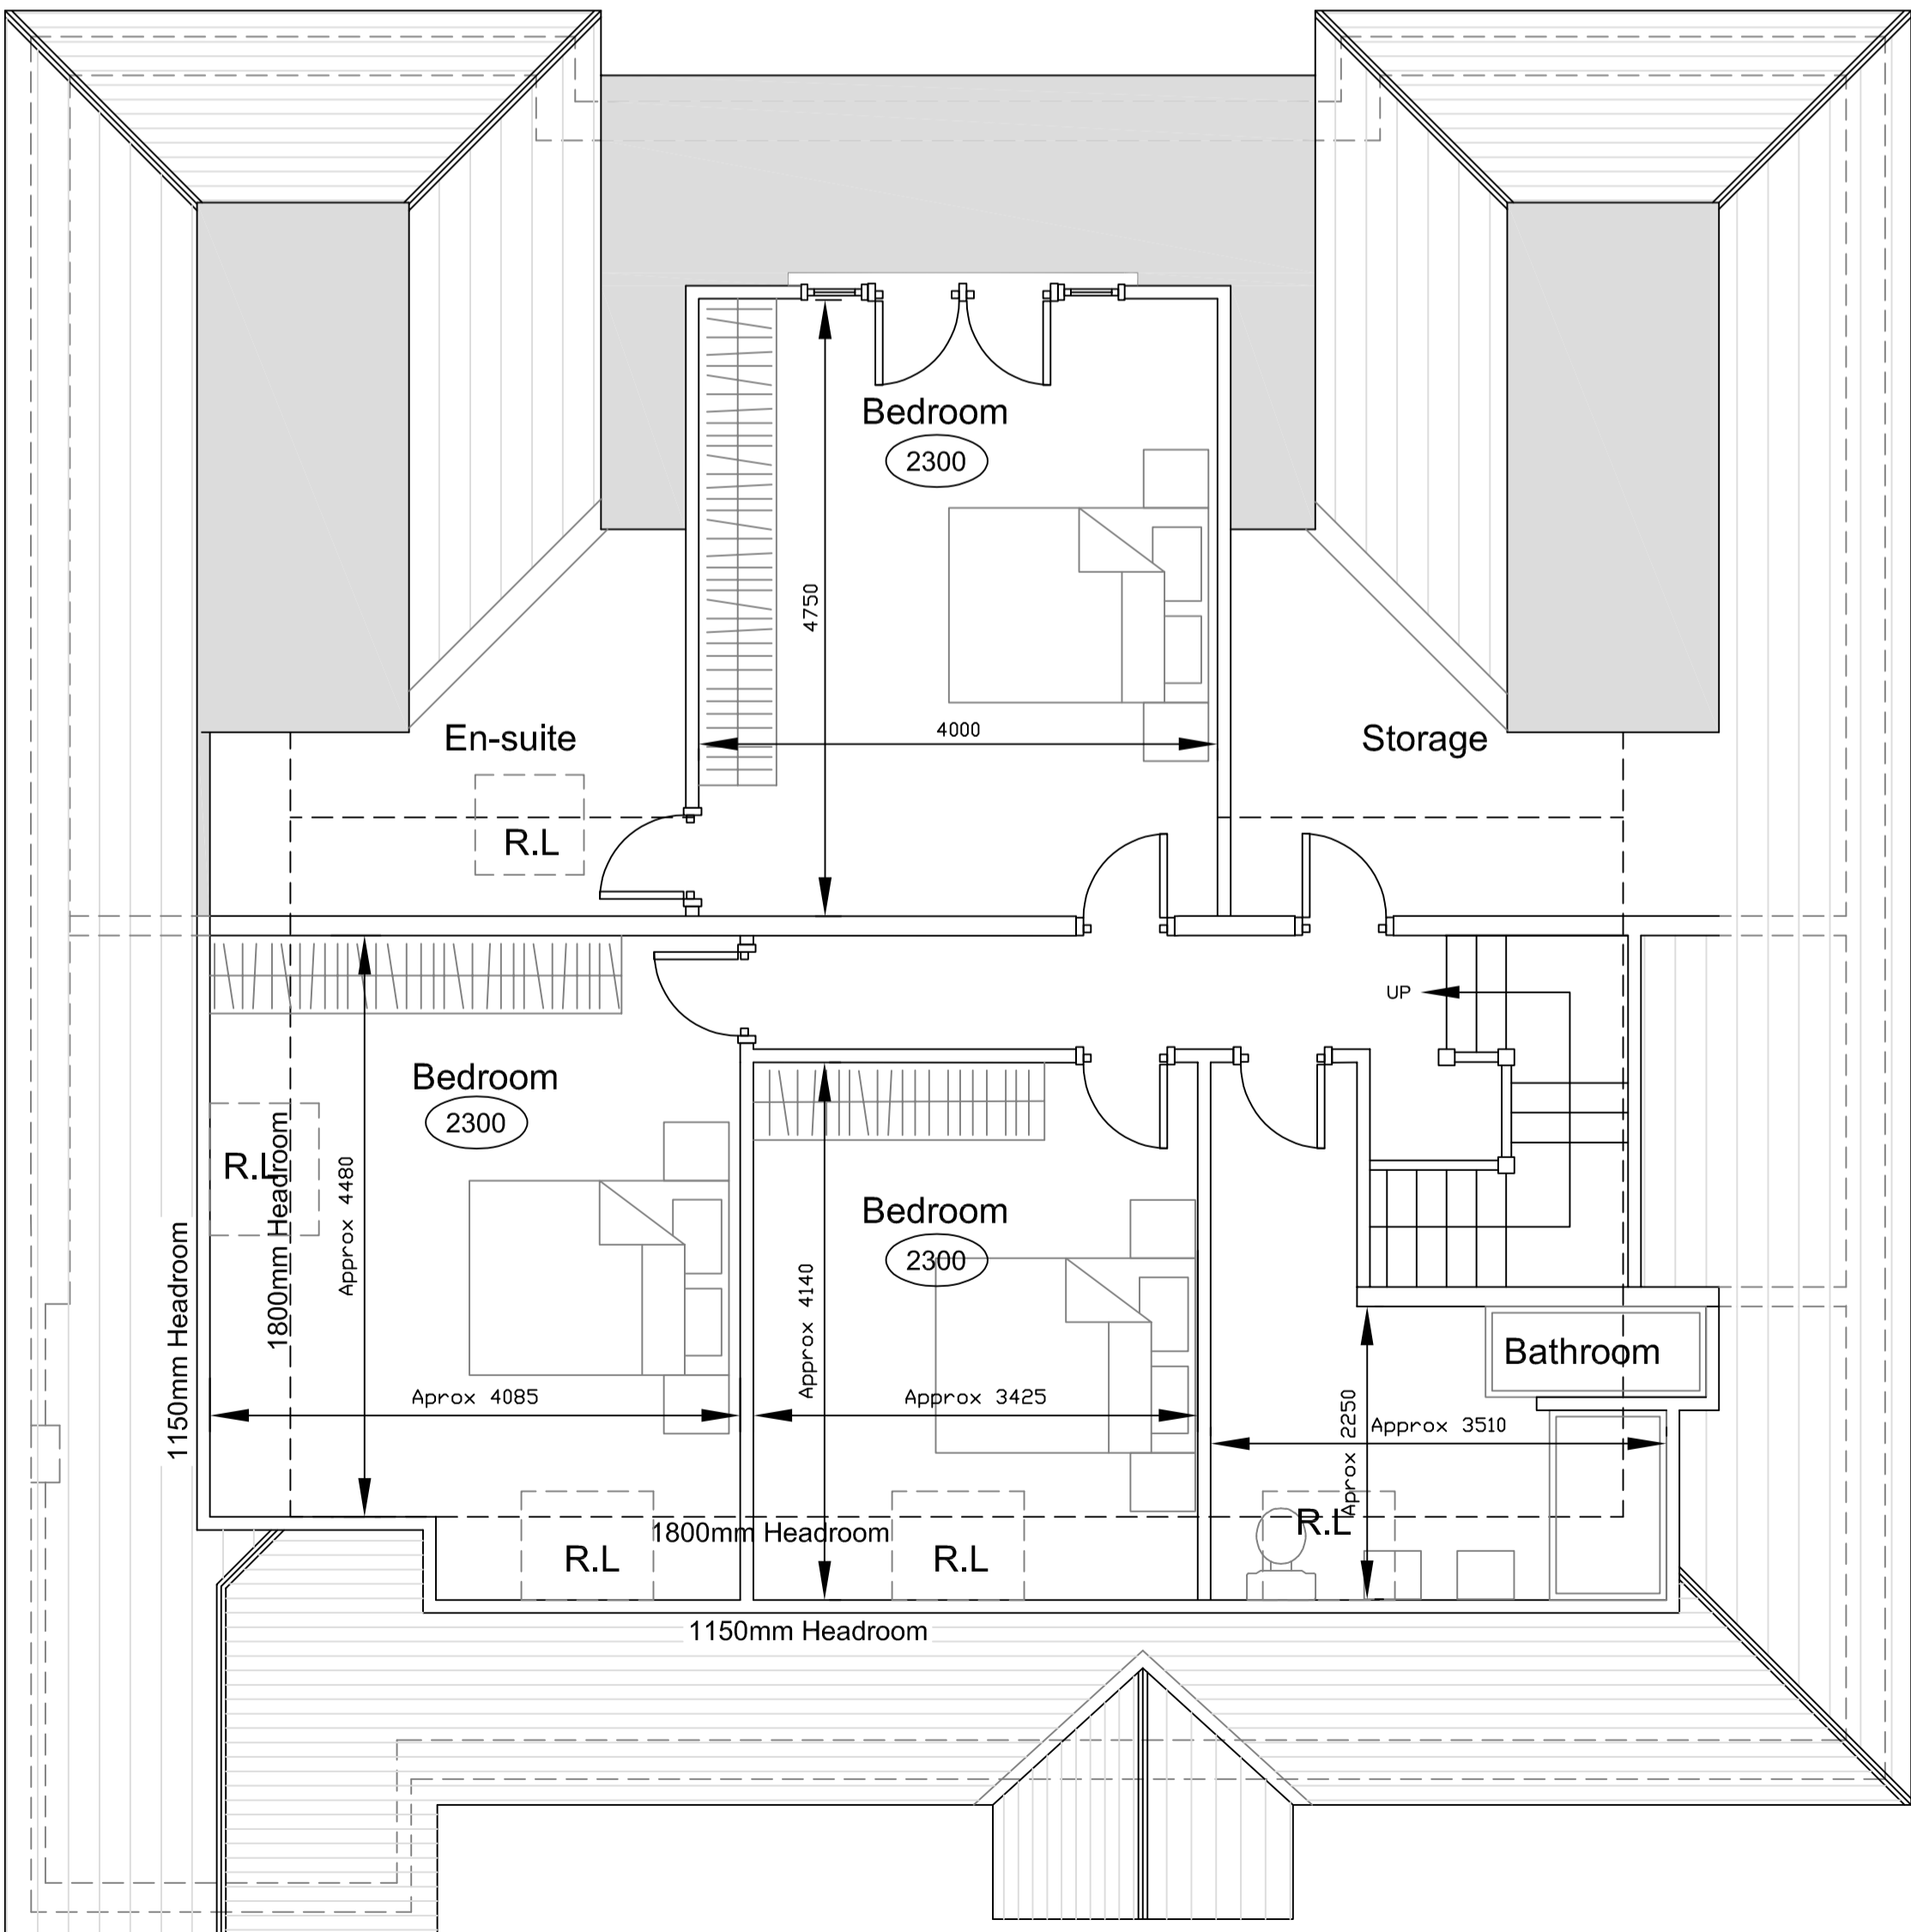 Bedroom
2300
4750
4000
En-suite
Storage
R.L
UP
Bedroom
2300
R.L
1800mm Headroom
Approx 4480
1150mm Headroom
Bedroom
2300
Approx 4140
Bathroom
Aprox 4085
Approx 3425
Approx 2250
Approx 3510
1800mm Headroom
R.L
R.L
R.L
1150mm Headroom